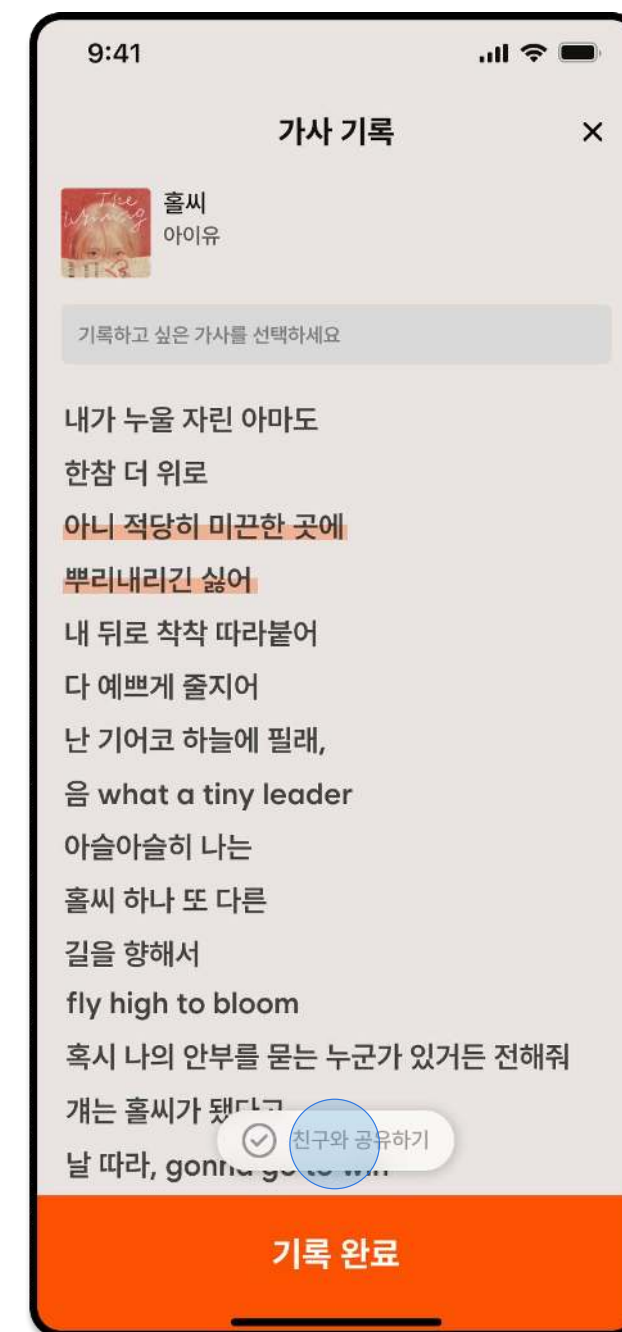 9:41
가사 기록
The Winning
홀씨
아이유
기록하고 싶은 가사를 선택하세요
내가 누울 자린 아마도
한참 더 위로
아니 적당히 미끈한 곳에
뿌리내리긴 싫어
내 뒤로 착착 따라붙어
다 예쁘게 줄지어
난 기어코 하늘에 필래,
음 what a tiny leader
아슬아슬히 나는
홀씨 하나 또 다른
길을 향해서
fly high to bloom
혹시 나의 안부를 묻는 누군가 있거든 전해줘
걔는 홀씨가 됐다고
친구와 공유하기
날 따라, gonna go to win
기록 완료